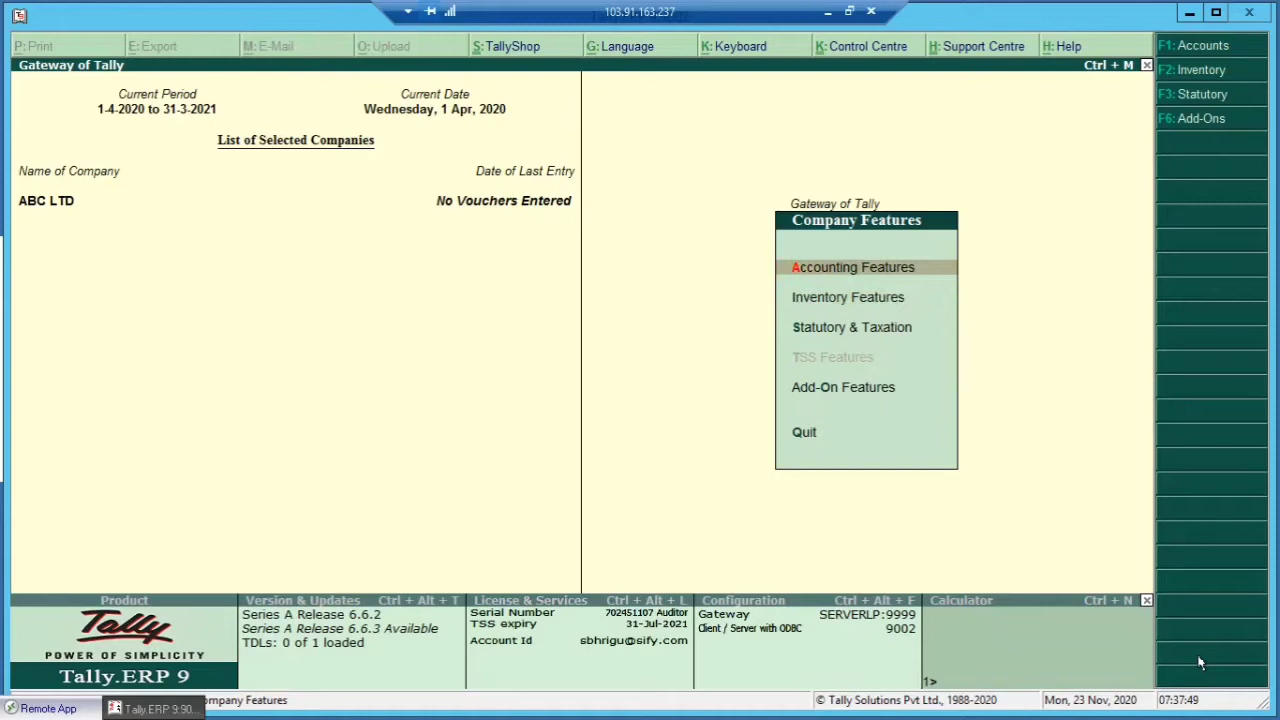 103.91.163.237
P: Print E: Export M: E-Mail O: Upload S: TallyShop G: Language K: Keyboard K: Control Centre H: Support Centre H: Help
F1: Accounts
F2: Inventory
F3: Statutory
F6: Add-Ons
Gateway of Tally Ctrl + M
Current Period Current Date
1-4-2020 to 31-3-2021 Wednesday, 1 Apr, 2020
List of Selected Companies
Name of Company Date of Last Entry
ABC LTD No Vouchers Entered
Gateway of Tally
Company Features
Accounting Features
Inventory Features
Statutory & Taxation
TSS Features
Add-On Features
Quit
Product
Tally
POWER OF SIMPLICITY
Tally.ERP 9
Version & Updates Ctrl + Alt + T
Series A Release 6.6.2
Series A Release 6.6.3 Available
TDLs: 0 of 1 loaded
License & Services Ctrl + Alt + L
Serial Number 702451107 Auditor
TSS expiry 31-Jul-2021
Account Id sbhrigu@sify.com
Configuration Ctrl + Alt + F
Gateway SERVERLP:9999
Client / Server with ODBC 9002
Calculator Ctrl + N
1>
ompany Features © Tally Solutions Pvt Ltd., 1988-2020 Mon, 23 Nov, 2020 07:37:49
Remote App Tally.ERP 9:90...